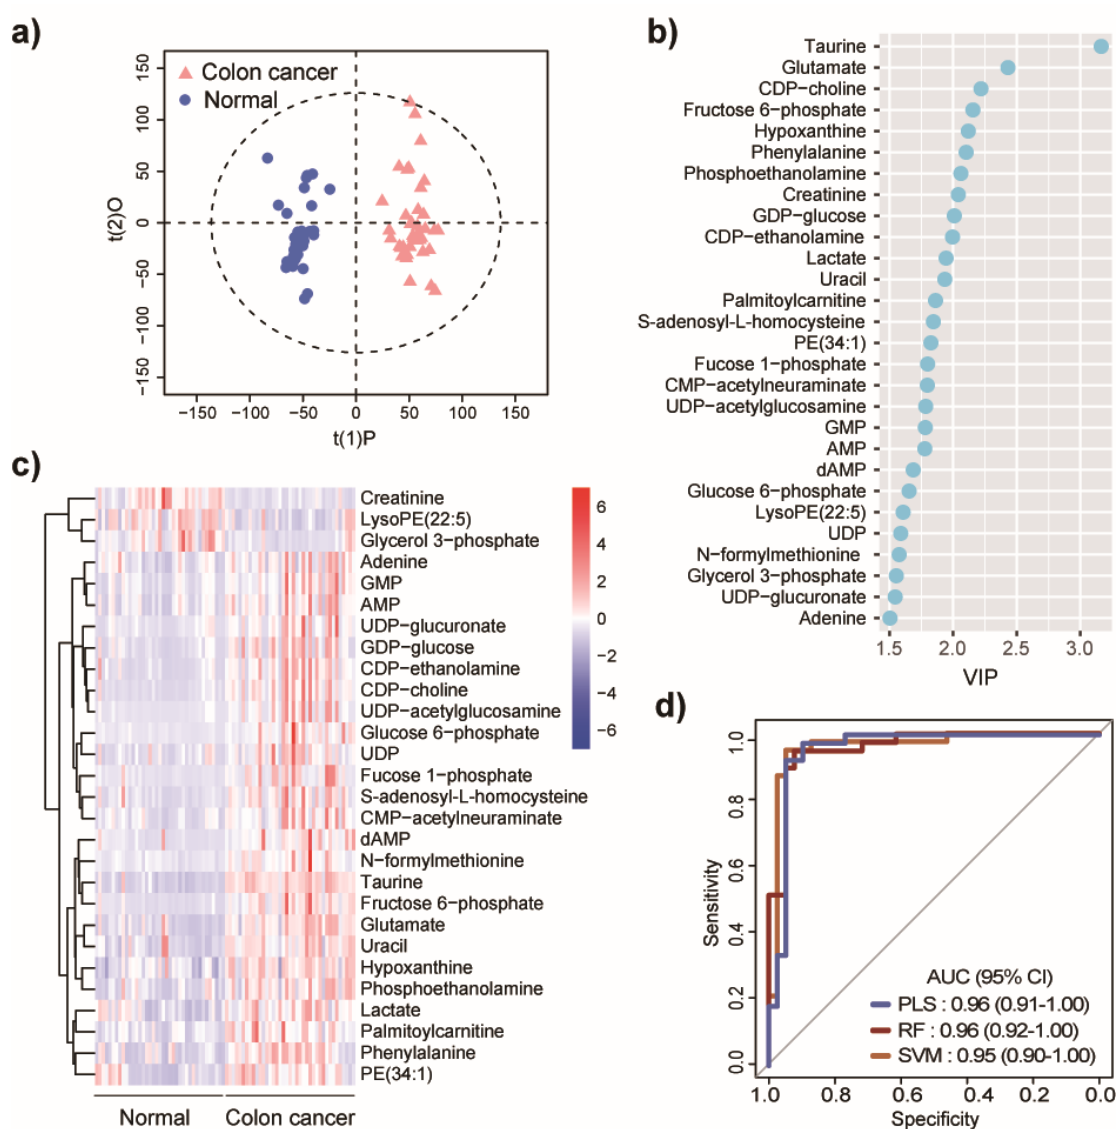 a)
Colon cancer
Normal
t(2)O
150
100
50
0
−50
−100
−150
−150
−100
−50
0
50
100
150
t(1)P
b)
Taurine
Glutamate
CDP−choline
Fructose 6−phosphate
Hypoxanthine
Phenylalanine
Phosphoethanolamine
Creatinine
GDP−glucose
CDP−ethanolamine
Lactate
Uracil
Palmitoylcarnitine
S−adenosyl−L−homocysteine
PE(34:1)
Fucose 1−phosphate
CMP−acetylneuraminate
UDP−acetylglucosamine
GMP
AMP
dAMP
Glucose 6−phosphate
LysoPE(22:5)
UDP
N−formylmethionine
Glycerol 3−phosphate
UDP−glucuronate
Adenine
1.5
2.0
2.5
3.0
VIP
c)
Creatinine
LysoPE(22:5)
Glycerol 3−phosphate
Adenine
GMP
AMP
UDP−glucuronate
GDP−glucose
CDP−ethanolamine
CDP−choline
UDP−acetylglucosamine
Glucose 6−phosphate
UDP
Fucose 1−phosphate
S−adenosyl−L−homocysteine
CMP−acetylneuraminate
dAMP
N−formylmethionine
Taurine
Fructose 6−phosphate
Glutamate
Uracil
Hypoxanthine
Phosphoethanolamine
Lactate
Palmitoylcarnitine
Phenylalanine
PE(34:1)
6
4
2
0
−2
−4
−6
Normal
Colon cancer
d)
Sensitivity
1.0
0.8
0.6
0.4
0.2
0.0
AUC (95% CI)
PLS : 0.96 (0.91-1.00)
RF : 0.96 (0.92-1.00)
SVM : 0.95 (0.90-1.00)
1.0
0.8
0.6
0.4
0.2
0.0
Specificity